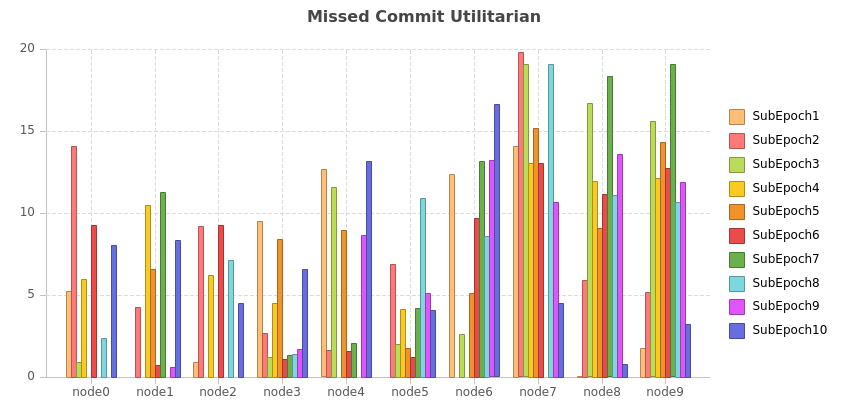 Missed Commit Utilitarian
20
15
10
5
0
node0 node1 node2 node3 node4 node5 node6 node7 node8 node9
SubEpoch1
SubEpoch2
SubEpoch3
SubEpoch4
SubEpoch5
SubEpoch6
SubEpoch7
SubEpoch8
SubEpoch9
SubEpoch10